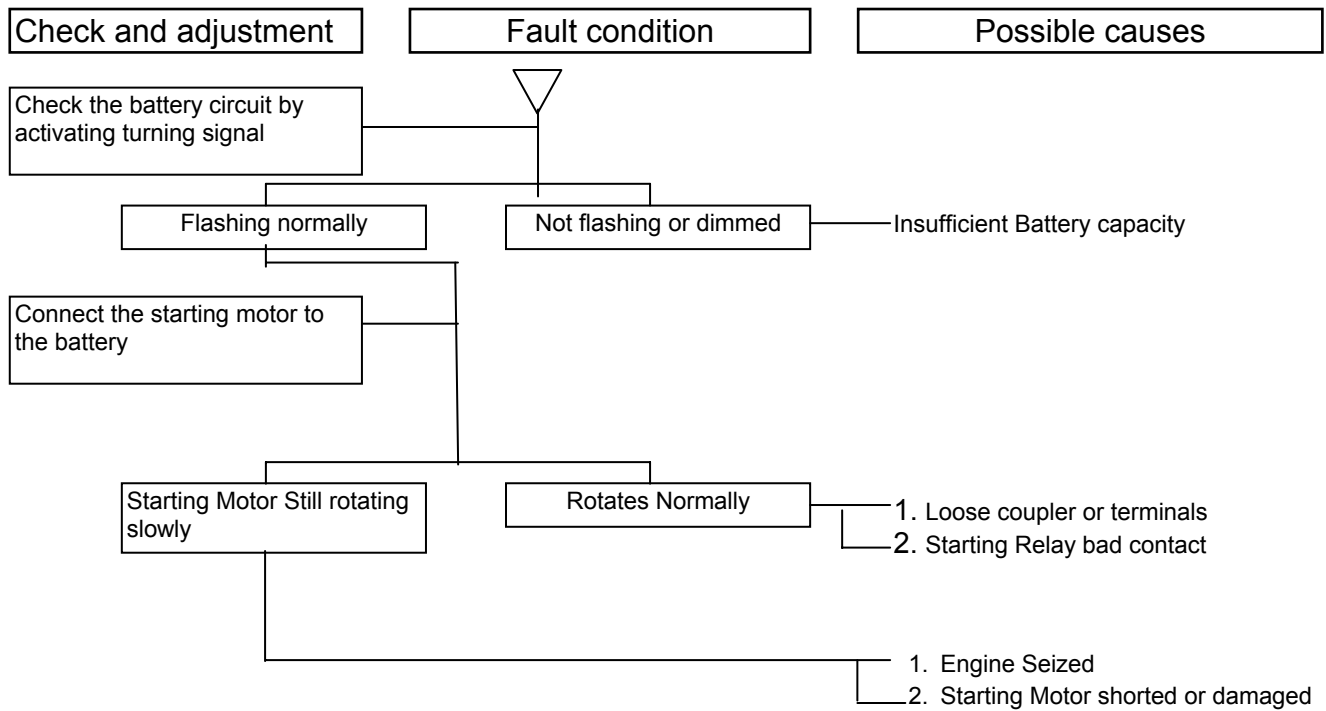 Check and adjustment
Fault condition
Possible causes
Check the battery circuit by
activating turning signal
Flashing normally
Not flashing or dimmed
Insufficient Battery capacity
Connect the starting motor to
the battery
Starting Motor Still rotating
slowly
Rotates Normally
1. Loose coupler or terminals
2. Starting Relay bad contact
1. Engine Seized
2. Starting Motor shorted or damaged